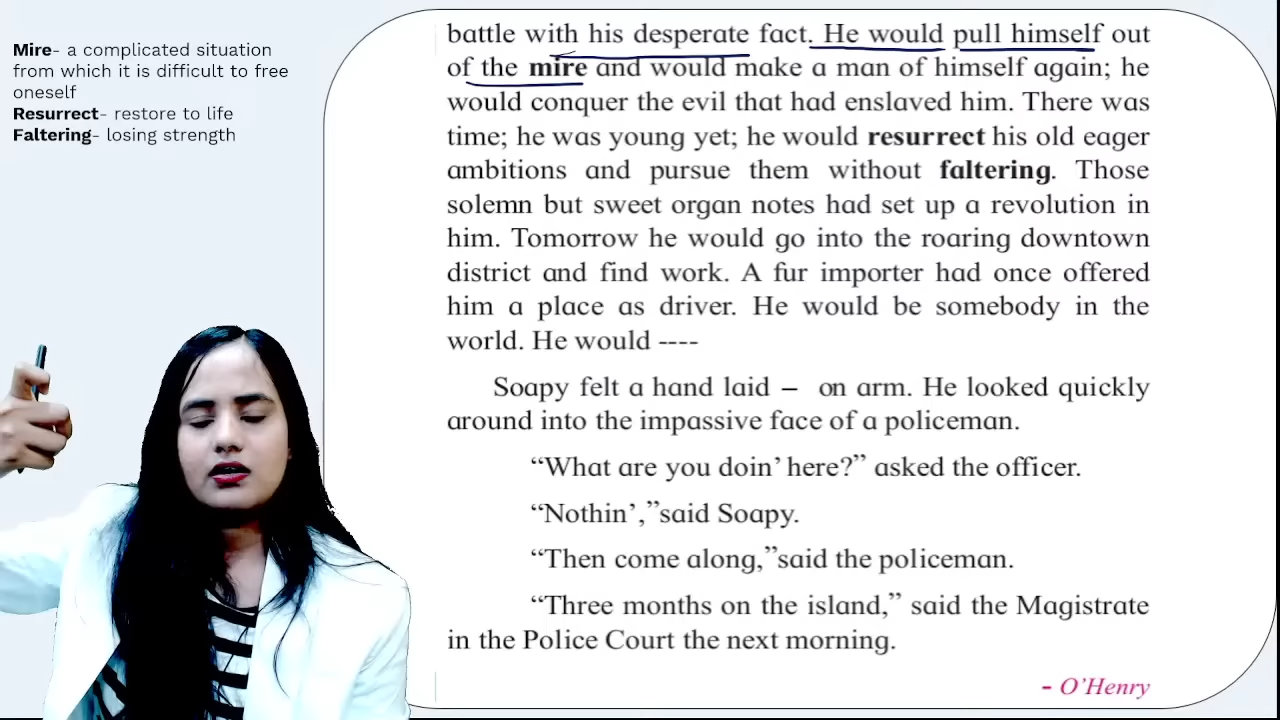 Mire- a complicated situation
from which it is difficult to free
oneself
Resurrect- restore to life
Faltering- losing strength
battle with his desperate fact. He would pull himself out
of the mire and would make a man of himself again; he
would conquer the evil that had enslaved him. There was
time; he was young yet; he would resurrect his old eager
ambitions and pursue them without faltering. Those
solemn but sweet organ notes had set up a revolution in
him. Tomorrow he would go into the roaring downtown
district and find work. A fur importer had once offered
him a place as driver. He would be somebody in the
world. He would ----
Soapy felt a hand laid – on arm. He looked quickly
around into the impassive face of a policeman.
“What are you doin’ here?” asked the officer.
“Nothin’,”said Soapy.
“Then come along,”said the policeman.
“Three months on the island,” said the Magistrate
in the Police Court the next morning.
- O’Henry